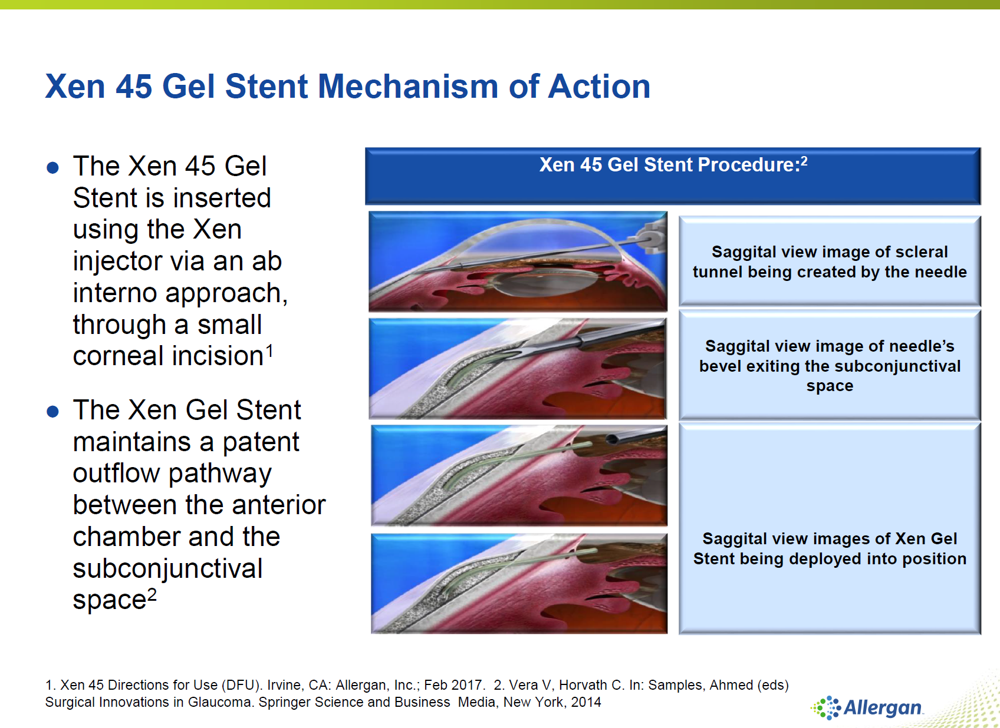 Xen 45 Gel Stent Mechanism of Action
● The Xen 45 Gel
Stent is inserted
using the Xen
injector via an ab
interno approach,
through a small
corneal incision¹
● The Xen Gel Stent
maintains a patent
outflow pathway
between the anterior
chamber and the
subconjunctival
space²
Xen 45 Gel Stent Procedure:²
Saggital view image of scleral
tunnel being created by the needle
Saggital view image of needle’s
bevel exiting the subconjunctival
space
Saggital view images of Xen Gel
Stent being deployed into position
1. Xen 45 Directions for Use (DFU). Irvine, CA: Allergan, Inc.; Feb 2017.  2. Vera V, Horvath C. In: Samples, Ahmed (eds)
Surgical Innovations in Glaucoma. Springer Science and Business  Media, New York, 2014
Allergan™